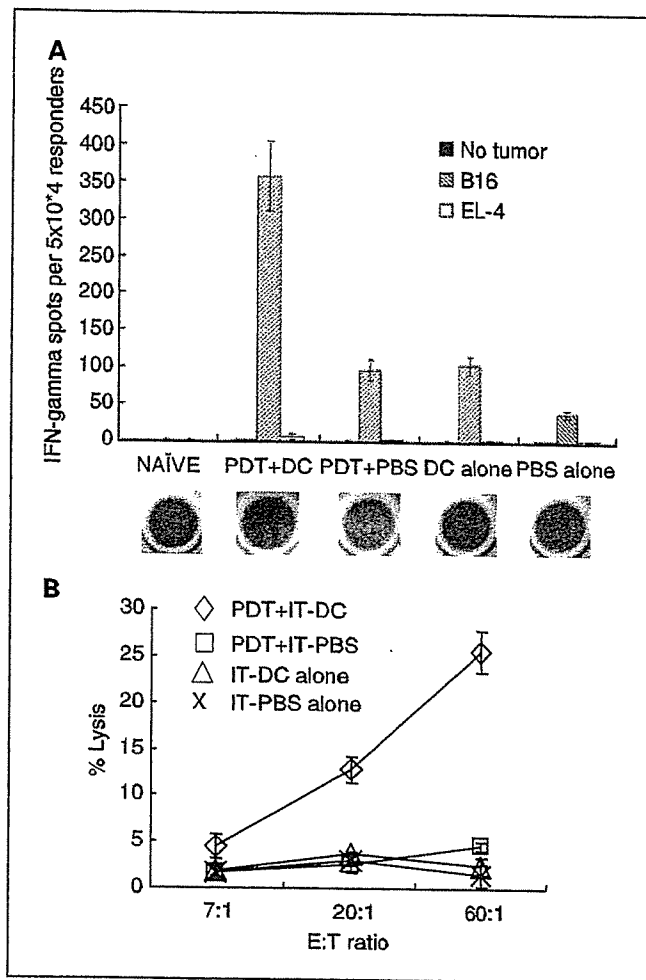 A
IFN-gamma spots per 5x10*4 responders
450
400
350
300
250
200
150
100
50
0
No tumor
B16
EL-4
NAÏVE PDT+DC PDT+PBS DC alone PBS alone
B
% Lysis
30
25
20
15
10
5
0
PDT+IT-DC
PDT+IT-PBS
IT-DC alone
IT-PBS alone
7:1 20:1 60:1
E:T ratio